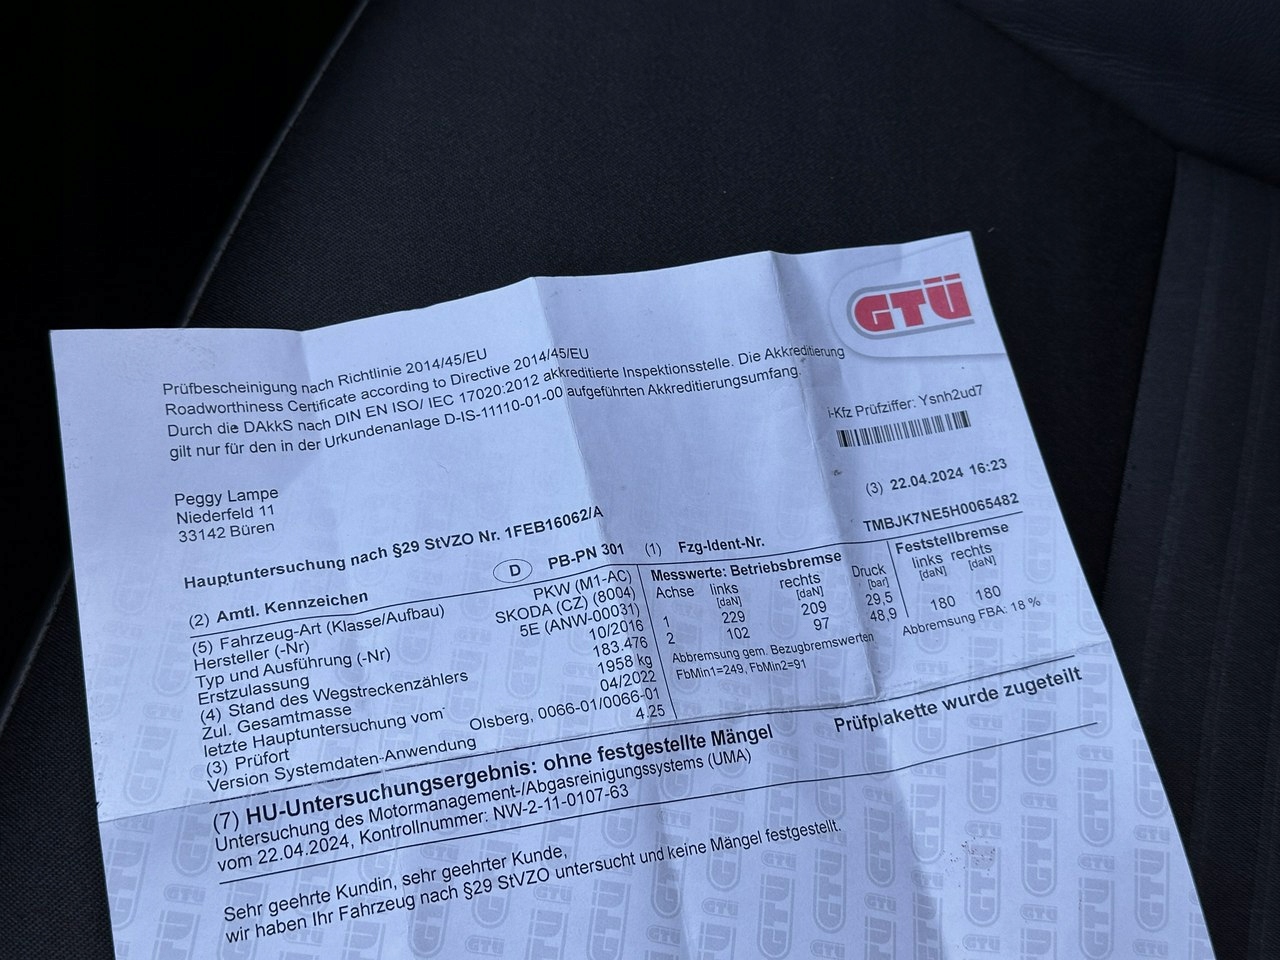 GTÜ
Prüfbescheinigung nach Richtlinie 2014/45/EU
Roadworthiness Certificate according to Directive 2014/45/EU
Durch die DAkkS nach DIN EN ISO/ IEC 17020:2012 akkreditierte Inspektionsstelle. Die Akkreditierung
gilt nur für den in der Urkundenanlage D-IS-11110-01-00 aufgeführten Akkreditierungsumfang.
i-Kfz Prüfziffer: Ysnh2ud7
(3) 22.04.2024 16:23
Peggy Lampe
Niederfeld 11
33142 Büren
Hauptuntersuchung nach §29 StVZO Nr. 1FEB16062/A
(2) Amtl. Kennzeichen D PB-PN 301
(1) Fzg-Ident-Nr. TMBJK7NE5H0065482
(5) Fahrzeug-Art (Klasse/Aufbau) PKW (M1-AC)
Hersteller (-Nr) SKODA (CZ) (8004)
Typ und Ausführung (-Nr) 5E (ANW-00031)
Erstzulassung 10/2016
(4) Stand des Wegstreckenzählers 183.476
Zul. Gesamtmasse 1958 kg
letzte Hauptuntersuchung vom 04/2022
(3) Prüfort Olsberg, 0066-01/0066-01
Version Systemdaten-Anwendung 4.25
Messwerte: Betriebsbremse Feststellbremse
Achse links rechts Druck links rechts
[daN] [daN] [bar] [daN] [daN]
1 229 209 29,5
2 102 97 48,9 180 180
Abbremsung gem. Bezugbremswerten Abbremsung FBA: 18 %
FbMin1=249, FbMin2=91
(7) HU-Untersuchungsergebnis: ohne festgestellte Mängel Prüfplakette wurde zugeteilt
Untersuchung des Motormanagement-/Abgasreinigungssystems (UMA)
vom 22.04.2024, Kontrollnummer: NW-2-11-0107-63
Sehr geehrte Kundin, sehr geehrter Kunde,
wir haben Ihr Fahrzeug nach §29 StVZO untersucht und keine Mängel festgestellt.